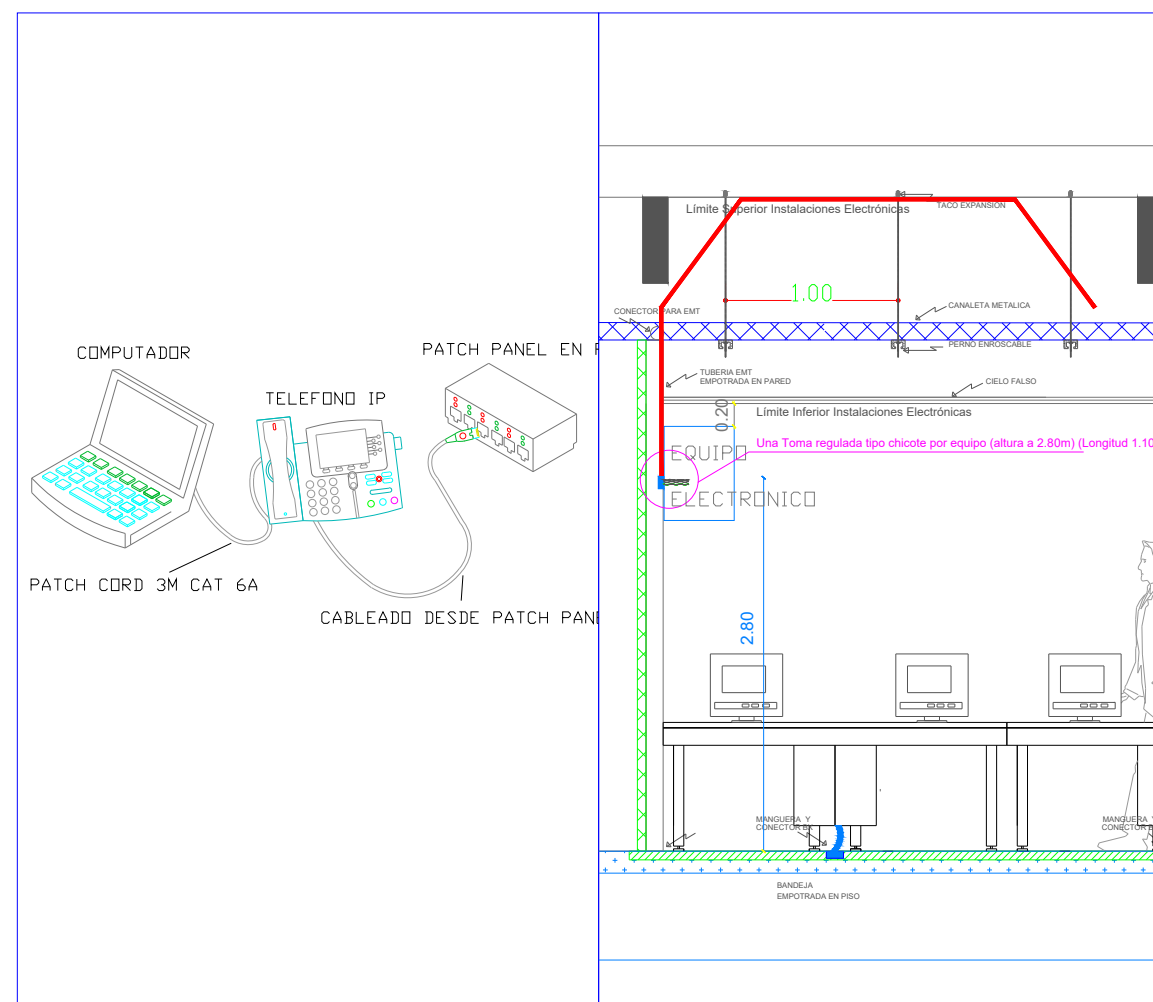 COMPUTADOR
TELEFONO IP
PATCH PANEL EN
PATCH CORD 3M CAT 6A
CABLEADO DESDE PATCH PAN
Límite Superior Instalaciones Electrónicas
TACO EXPANSION
1.00
CONECTOR PARA EMT
CANALETA METALICA
PERNO ENROSCABLE
TUBERIA EMT
EMPOTRADA EN PARED
CIELO FALSO
0.20
Límite Inferior Instalaciones Electrónicas
Una Toma regulada tipo chicote por equipo (altura a 2.80m) (Longitud 1.10
EQUIPO
ELECTRONICO
2.80
MANGUERA Y
CONECTOR BX
MANGUERA
CONECTOR
BANDEJA
EMPOTRADA EN PISO